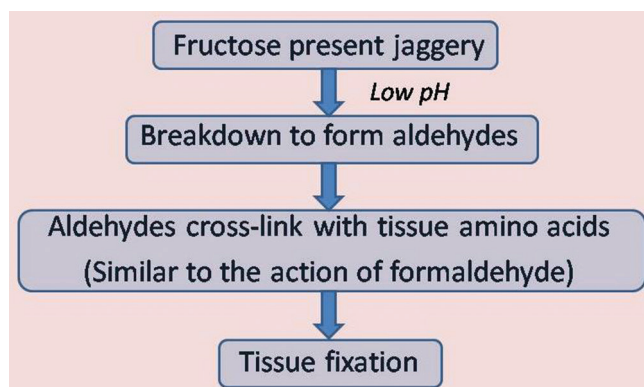 Fructose present jaggery
Low pH
Breakdown to form aldehydes
Aldehydes cross-link with tissue amino acids
(Similar to the action of formaldehyde)
Tissue fixation